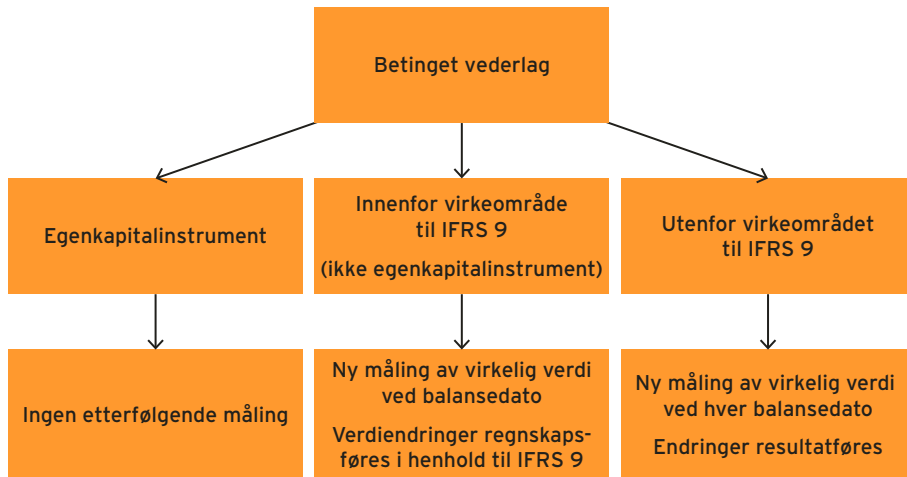 Betinget vederlag
Egenkapitalinstrument
Innenfor virkeområde
til IFRS 9
(ikke egenkapitalinstrument)
Utenfor virkeområdet
til IFRS 9
Ingen etterfølgende måling
Ny måling av virkelig verdi
ved balansedato
Verdiendringer regnskaps-
føres i henhold til IFRS 9
Ny måling av virkelig verdi
ved hver balansedato
Endringer resultatføres